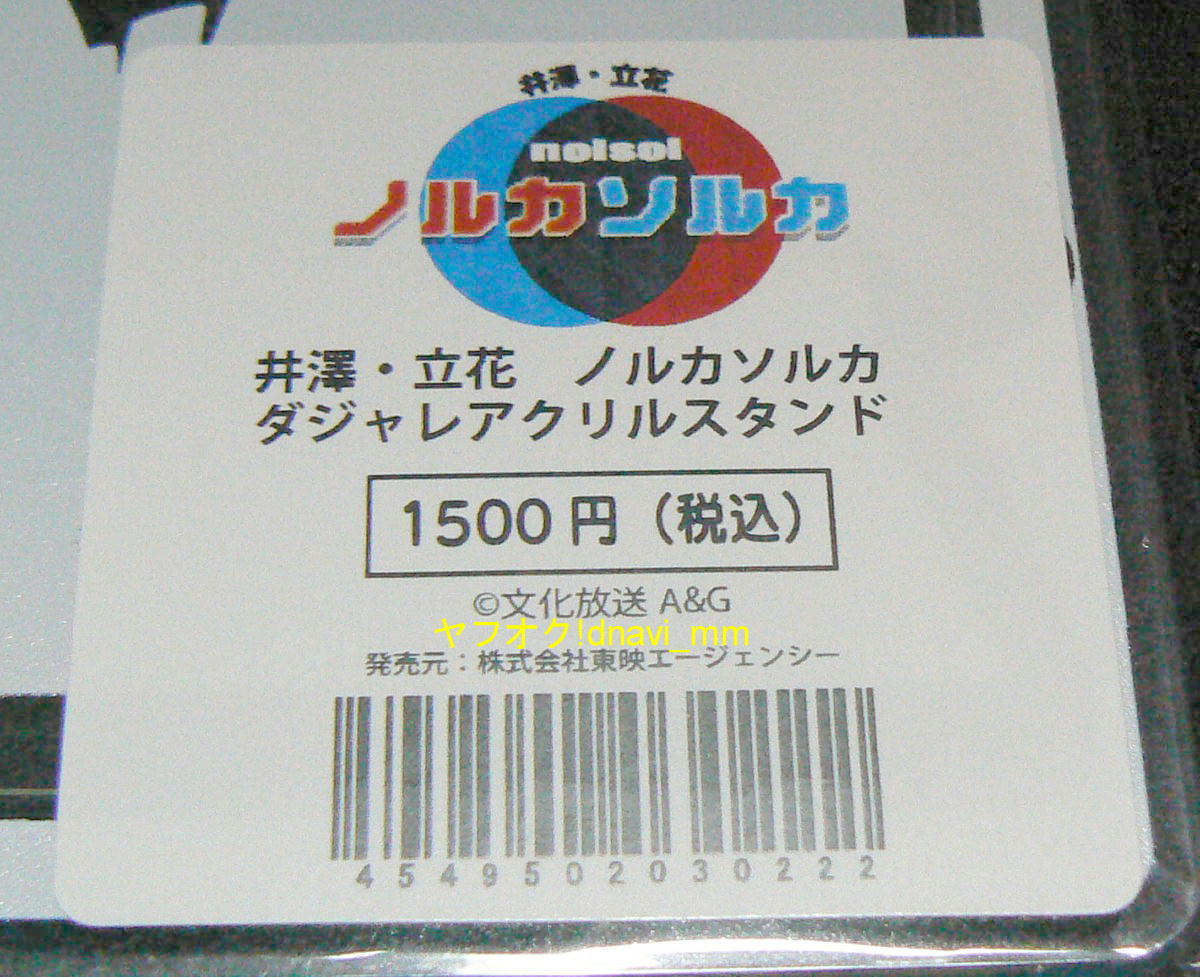 井澤・立花
nolsol
ノルカソルカ
井澤・立花　ノルカソルカ
ダジャレアクリルスタンド
1500円（税込）
©文化放送 A&G
ヤフオク!dnavi_mm
発売元：株式会社東映エージェンシー
4549502030222